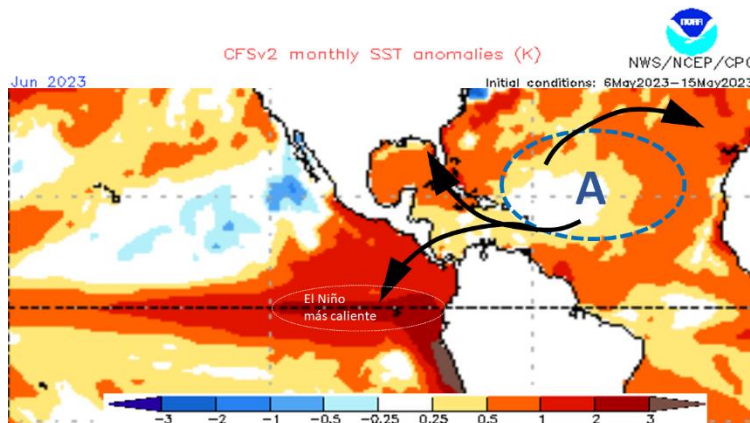 NOAA
CFSv2 monthly SST anomalies (K)
NWS/NCEP/CPC
Jun 2023
Initial conditions: 6May2023-15May2023
A
El Niño
más caliente
-3 -2 -1 -0.5 -0.25 0.25 0.5 1 2 3